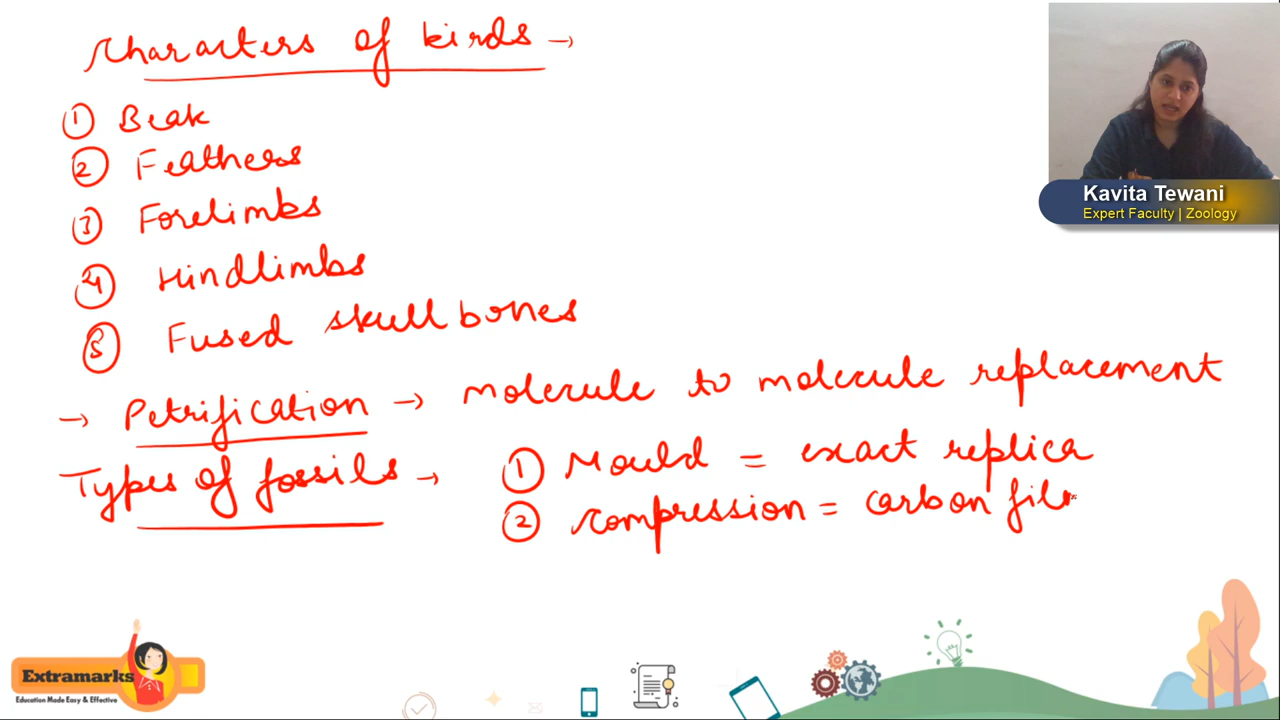 Characters of birds →
① Beak
② Feathers
③ Forelimbs
④ Hindlimbs
⑤ Fused skull bones
→ Petrification → molecule to molecule replacement
Types of fossils → ① Mould = exact replica
② Compression = carbon fil
Kavita Tewani
Expert Faculty | Zoology
Extramarks
Education Made Easy & Effective